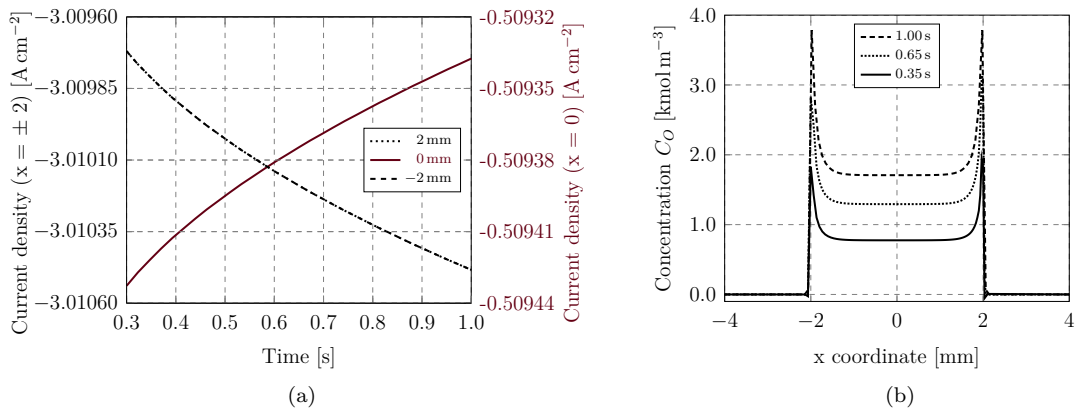 Current density (x = ± 2) [A cm⁻²]
−3.00960
−3.00985
−3.01010
−3.01035
−3.01060
0.3 0.4 0.5 0.6 0.7 0.8 0.9 1.0
Time [s]
2 mm
0 mm
−2 mm
-0.50932
-0.50935
-0.50938
-0.50941
-0.50944
Current density (x = 0) [A cm⁻²]
(a)
Concentration C_O [kmol m⁻³]
4.0
3.0
2.0
1.0
0.0
1.00 s
0.65 s
0.35 s
−4 −2 0 2 4
x coordinate [mm]
(b)